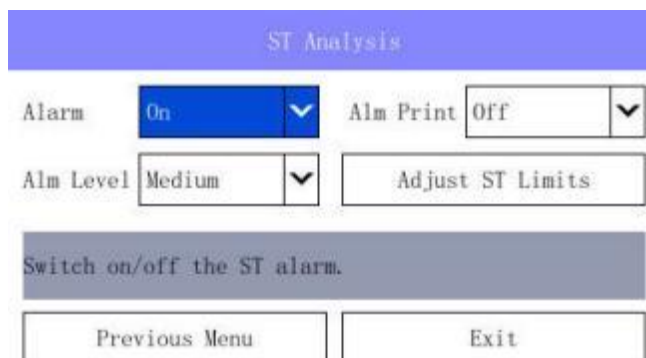 ST Analysis
Alarm On Alm Print Off
Alm Level Medium Adjust ST Limits
Switch on/off the ST alarm.
Previous Menu Exit